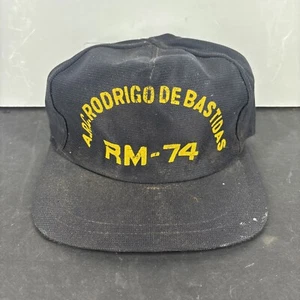 A.R.C. RODRIGO DE BASTIDAS
RM-74